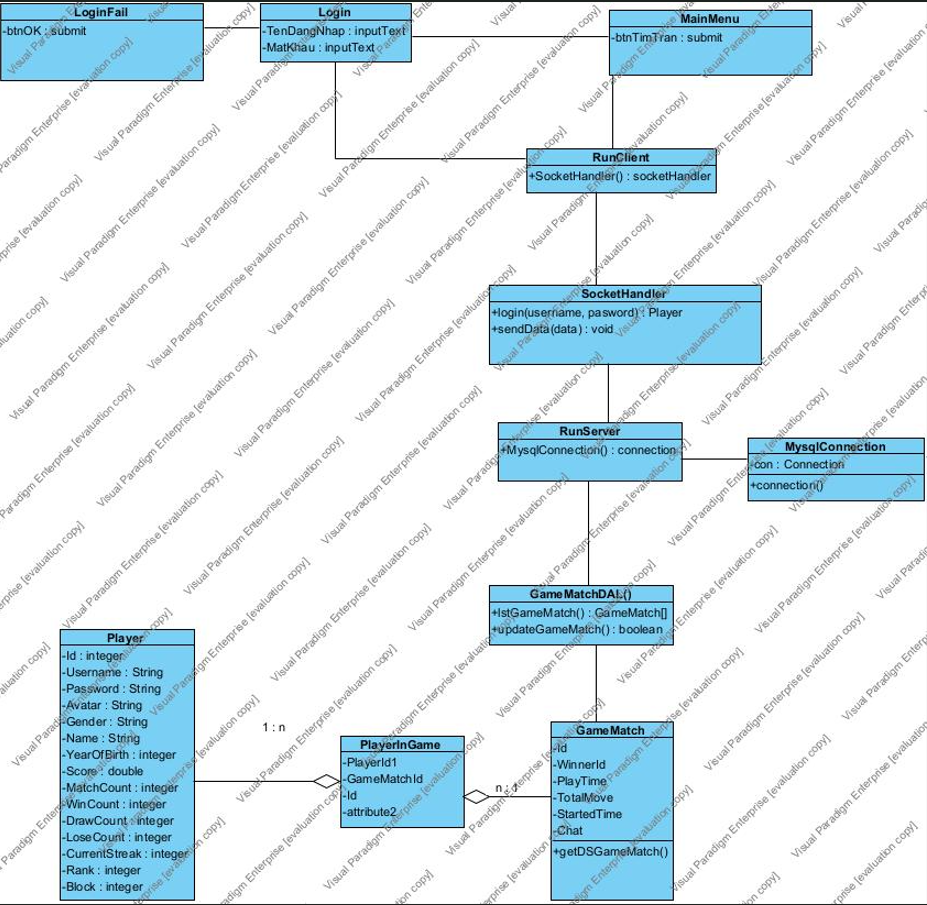 LoginFail
-btnOK : submit
Login
-TenDangNhap : inputText
-MatKhau : inputText
MainMenu
-btnTimTran : submit
RunClient
+SocketHandler() : socketHandler
SocketHandler
+login(username, pasword) : Player
+sendData(data) : void
RunServer
+MysqlConnection() : connection
MysqlConnection
-con : Connection
+connection()
GameMatchDAL()
+lstGameMatch() : GameMatch[]
+updateGameMatch() : boolean
Player
-Id : integer
-Username : String
-Password : String
-Avatar : String
-Gender : String
-Name : String
-YearOfBirth : integer
-Score : double
-MatchCount : integer
-WinCount : integer
-DrawCount : integer
-LoseCount : integer
-CurrentStreak : integer
-Rank : integer
-Block : integer
1 : n
PlayerInGame
-PlayerId1
-GameMatchId
-Id
-attribute2
n : 1
GameMatch
-Id
-WinnerId
-PlayTime
-TotalMove
-StartedTime
-Chat
+getDSGameMatch()
Visual Paradigm Enterprise [evaluation copy]